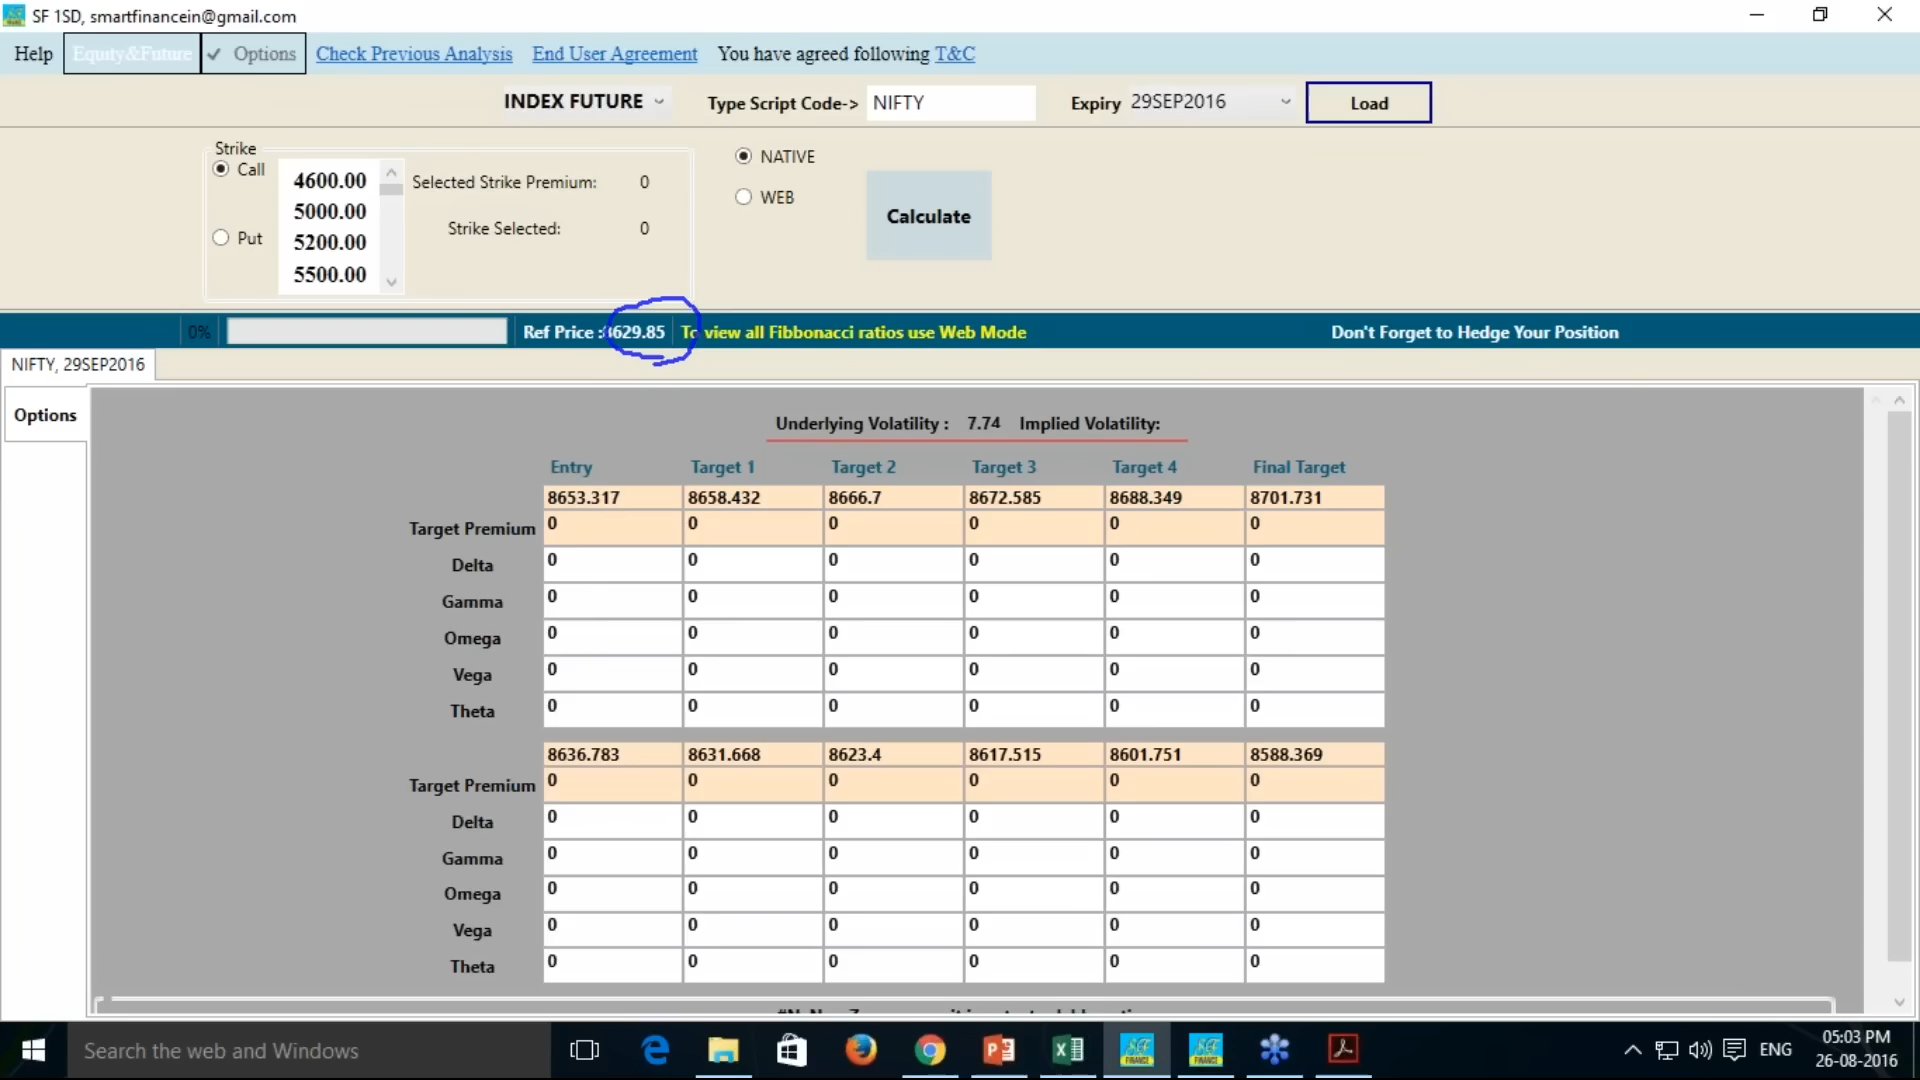 SF 1SD, smartfinancein@gmail.com
Help Equty&Future ✓ Options Check Previous Analysis End User Agreement You have agreed following T&C
INDEX FUTURE Type Script Code-> NIFTY Expiry 29SEP2016 Load
Strike
Call
Put
4600.00
5000.00
5200.00
5500.00
Selected Strike Premium: 0
Strike Selected: 0
NATIVE
WEB
Calculate
0% Ref Price :8629.85 To view all Fibbonacci ratios use Web Mode Don't Forget to Hedge Your Position
NIFTY, 29SEP2016
Options
Underlying Volatility : 7.74 Implied Volatility:
Entry Target 1 Target 2 Target 3 Target 4 Final Target
8653.317 8658.432 8666.7 8672.585 8688.349 8701.731
Target Premium 0 0 0 0 0 0
Delta 0 0 0 0 0 0
Gamma 0 0 0 0 0 0
Omega 0 0 0 0 0 0
Vega 0 0 0 0 0 0
Theta 0 0 0 0 0 0
8636.783 8631.668 8623.4 8617.515 8601.751 8588.369
Target Premium 0 0 0 0 0 0
Delta 0 0 0 0 0 0
Gamma 0 0 0 0 0 0
Omega 0 0 0 0 0 0
Vega 0 0 0 0 0 0
Theta 0 0 0 0 0 0
Search the web and Windows
ENG
05:03 PM
26-08-2016